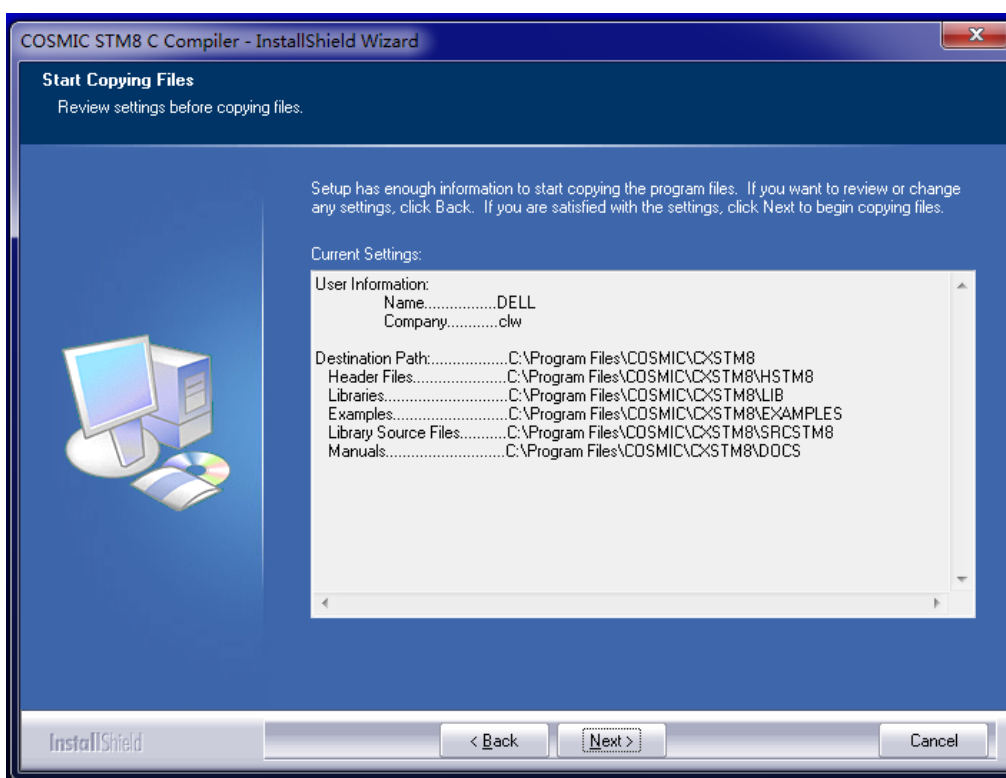 COSMIC STM8 C Compiler - InstallShield Wizard
Start Copying Files
Review settings before copying files.
Setup has enough information to start copying the program files. If you want to review or change
any settings, click Back. If you are satisfied with the settings, click Next to begin copying files.
Current Settings:
User Information:
Name................DELL
Company............clw
Destination Path:.................C:\Program Files\COSMIC\CXSTM8
Header Files.....................C:\Program Files\COSMIC\CXSTM8\HSTM8
Libraries...........................C:\Program Files\COSMIC\CXSTM8\LIB
Examples..........................C:\Program Files\COSMIC\CXSTM8\EXAMPLES
Library Source Files..........C:\Program Files\COSMIC\CXSTM8\SRCSTM8
Manuals...........................C:\Program Files\COSMIC\CXSTM8\DOCS
InstallShield
< Back
Next >
Cancel